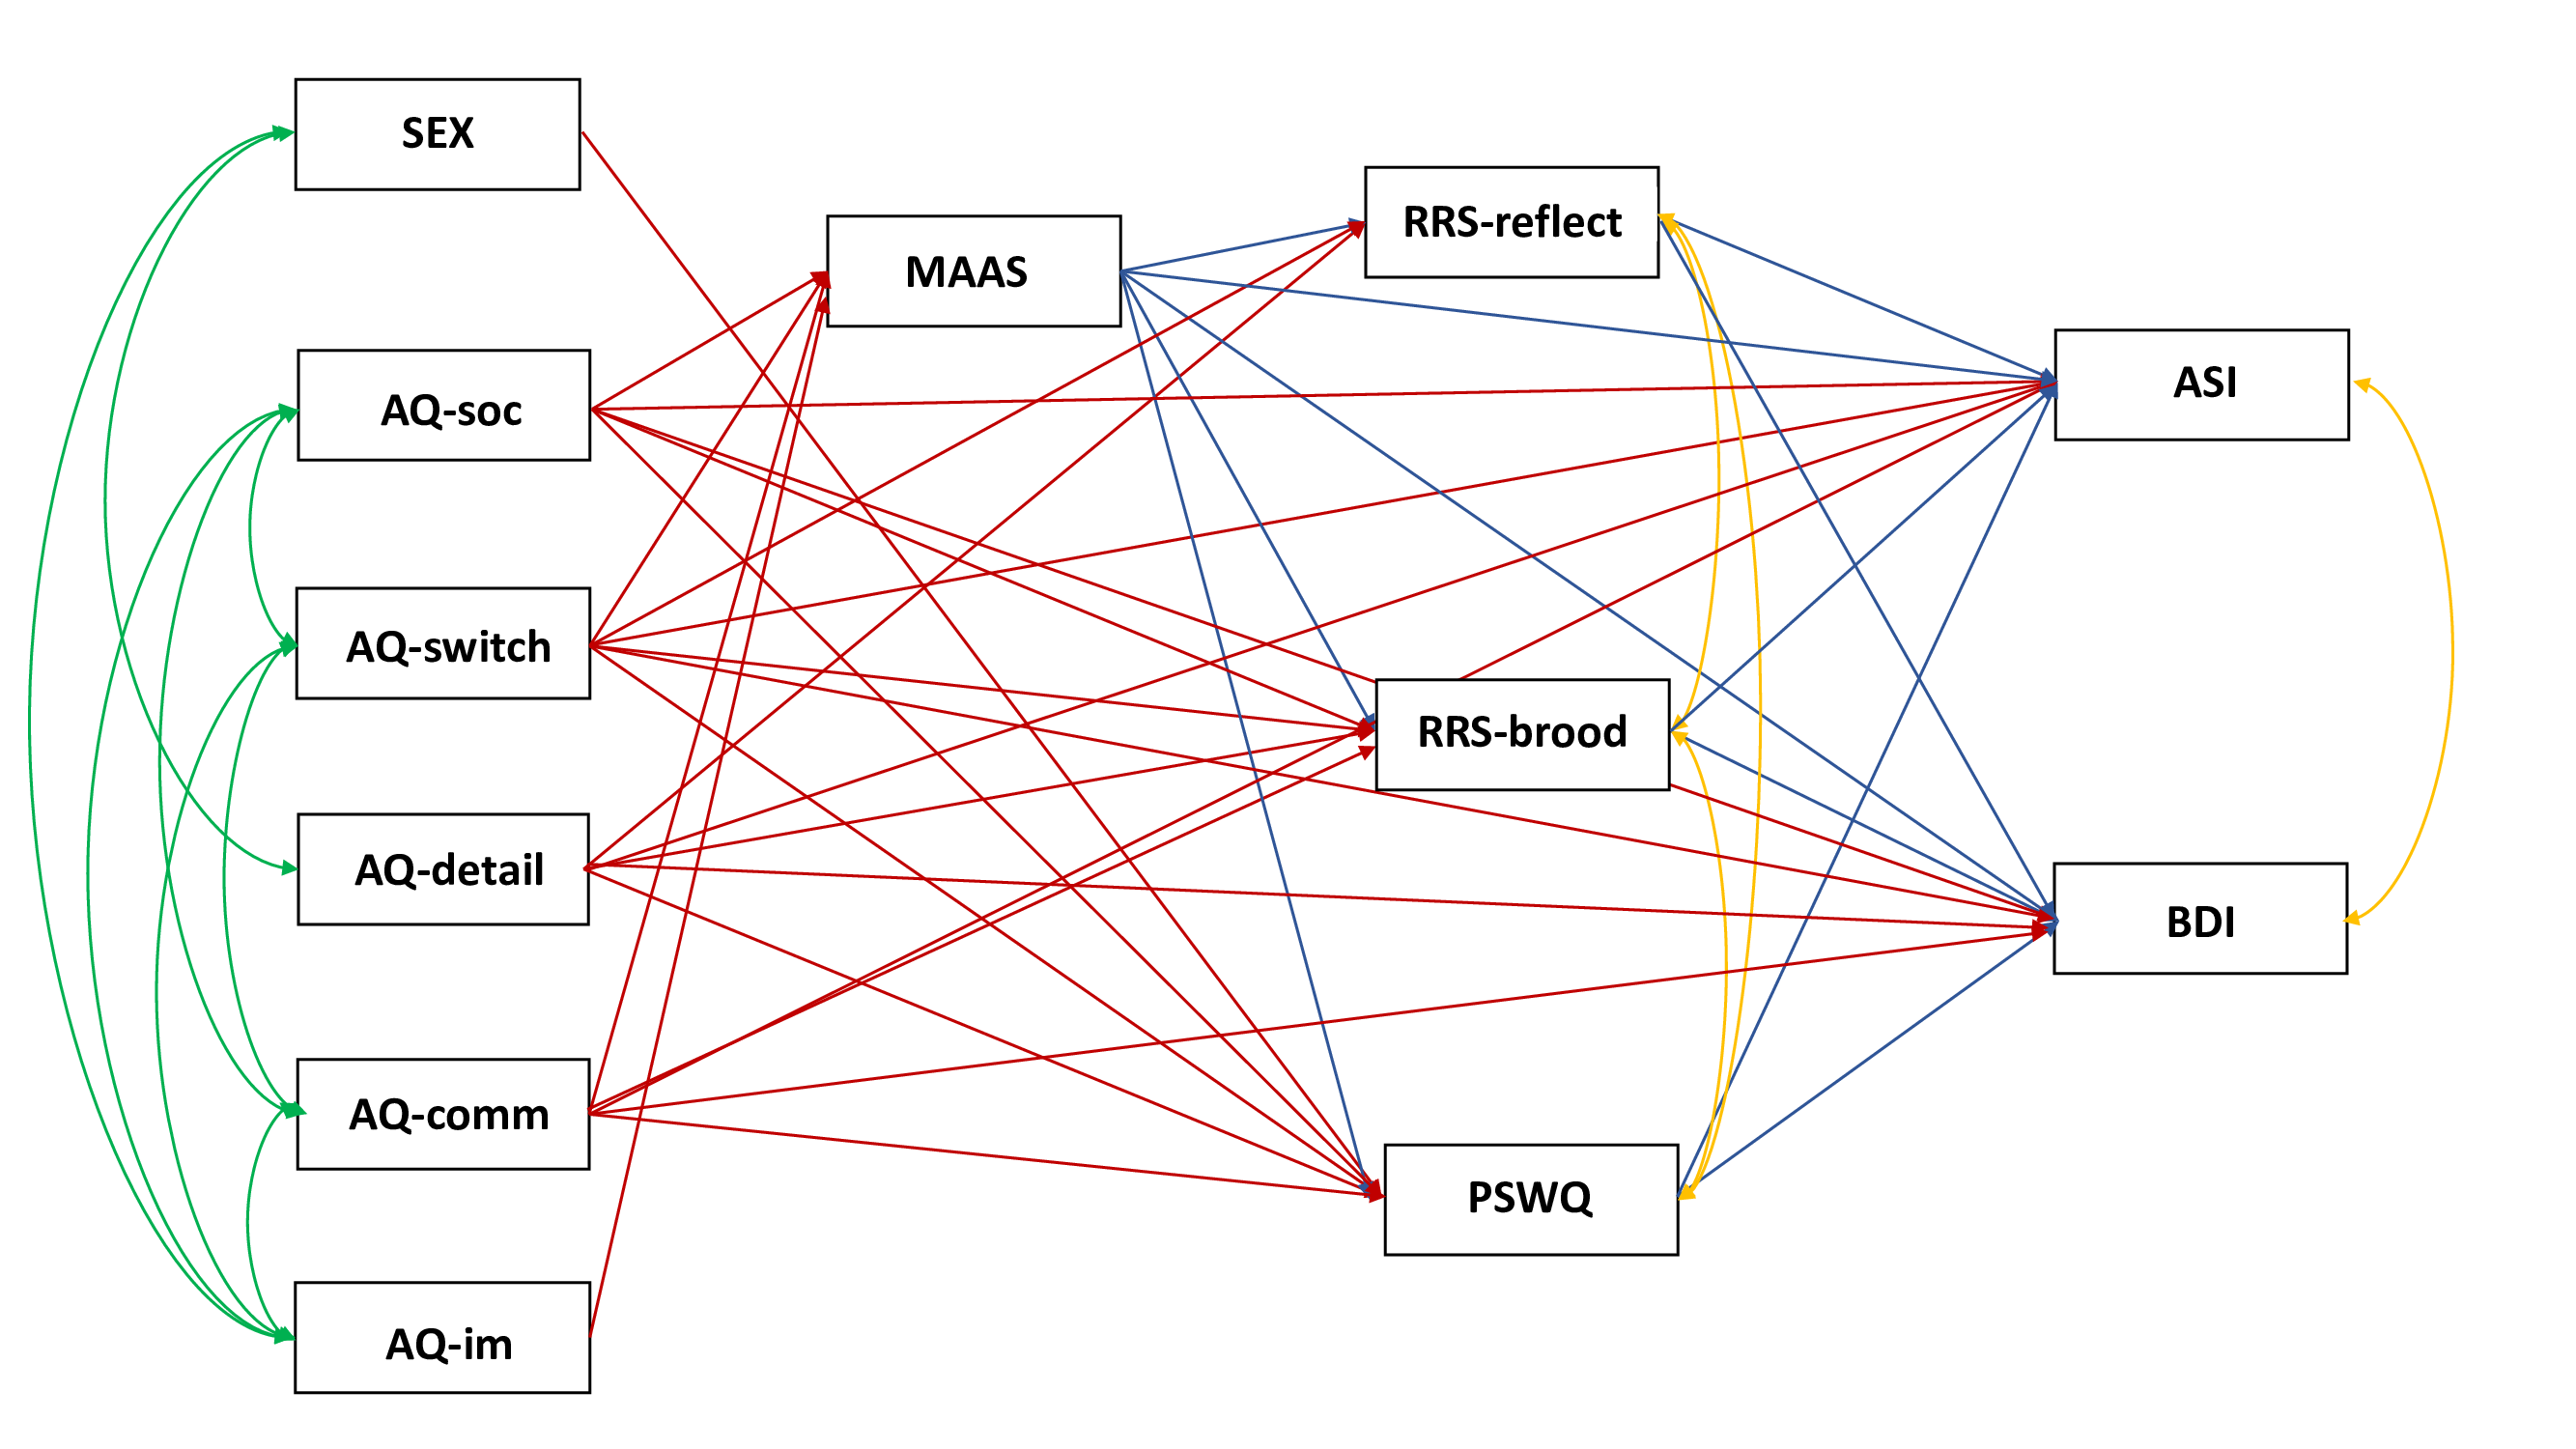 SEX
AQ-soc
AQ-switch
AQ-detail
AQ-comm
AQ-im
MAAS
RRS-reflect
RRS-brood
PSWQ
ASI
BDI